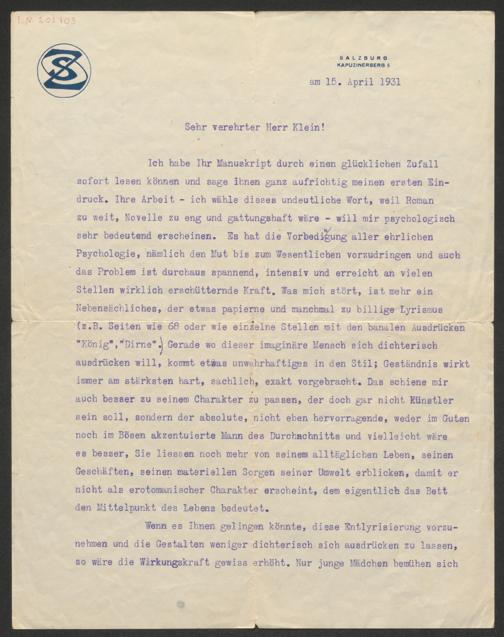 I.N. 201103
SZ
SALZBURG
KAPUZINERBERG 5
am 15. April 1931
Sehr verehrter Herr Klein!
Ich habe Ihr Manuskript durch einen glücklichen Zufall
sofort lesen können und sage Ihnen ganz aufrichtig meinen ersten Ein-
druck. Ihre Arbeit - ich wähle dieses undeutliche Wort, weil Roman
zu weit, Novelle zu eng und gattungshaft wäre - will mir psychologisch
sehr bedeutend erscheinen. Es hat die Vorbedigung aller ehrlichen
Psychologie, nämlich den Mut bis zum Wesentlichen vorzudringen und auch
das Problem ist durchaus spannend, intensiv und erreicht an vielen
Stellen wirklich erschütternde Kraft. Was mich stört, ist mehr ein
Nebensächliches, der etwas papierne und manchmal zu billige Lyrismus
(z.B. Seiten wie 68 oder wie einzelne Stellen mit den banalen Ausdrücken
"König","Dirne".) Gerade wo dieser imaginäre Mensch sich dichterisch
ausdrücken will, kommt etwas unwahrhaftiges in den Stil; Geständnis wirkt
immer am stärksten hart, sachlich, exakt vorgebracht. Das schiene mir
auch besser zu seinem Charakter zu passen, der doch gar nicht Künstler
sein soll, sondern der absolute, nicht eben hervorragende, weder im Guten
noch im Bösen akzentuierte Mann des Durchschnitts und vielleicht wäre
es besser, Sie liessen noch mehr von seinem alltäglichen Leben, seinen
Geschäften, seinen materiellen Sorgen seiner Umwelt erblicken, damit er
nicht als erotomanischer Charakter erscheint, dem eigentlich das Bett
den Mittelpunkt des Lebens bedeutet.
Wenn es Ihnen gelingen könnte, diese Entlyrisierung vorzu-
nehmen und die Gestalten weniger dichterisch sich ausdrücken zu lassen,
so wäre die Wirkungskraft gewiss erhöht. Nur junge Mädchen bemühen sich